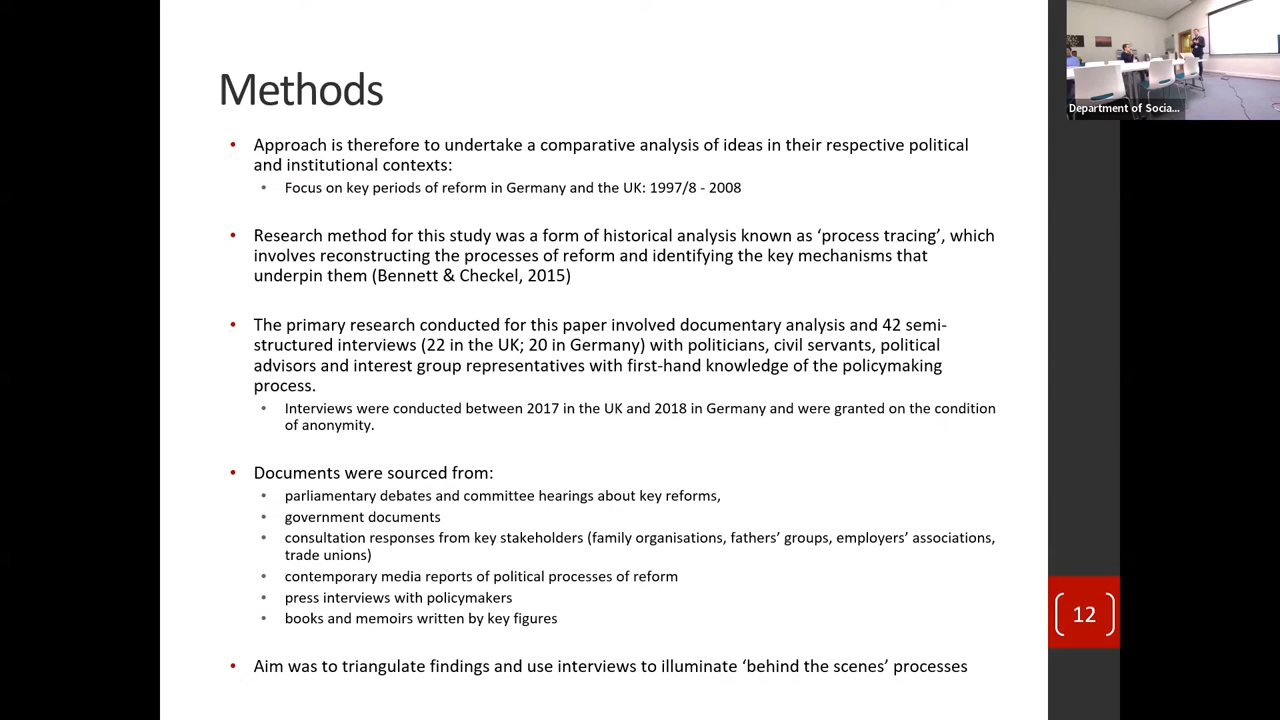 Methods
• Approach is therefore to undertake a comparative analysis of ideas in their respective political
and institutional contexts:
• Focus on key periods of reform in Germany and the UK: 1997/8 - 2008
• Research method for this study was a form of historical analysis known as ‘process tracing’, which
involves reconstructing the processes of reform and identifying the key mechanisms that
underpin them (Bennett & Checkel, 2015)
• The primary research conducted for this paper involved documentary analysis and 42 semi-
structured interviews (22 in the UK; 20 in Germany) with politicians, civil servants, political
advisors and interest group representatives with first-hand knowledge of the policymaking
process.
• Interviews were conducted between 2017 in the UK and 2018 in Germany and were granted on the condition
of anonymity.
• Documents were sourced from:
• parliamentary debates and committee hearings about key reforms,
• government documents
• consultation responses from key stakeholders (family organisations, fathers’ groups, employers’ associations,
trade unions)
• contemporary media reports of political processes of reform
• press interviews with policymakers
• books and memoirs written by key figures
• Aim was to triangulate findings and use interviews to illuminate ‘behind the scenes’ processes
Department of Socia...
12